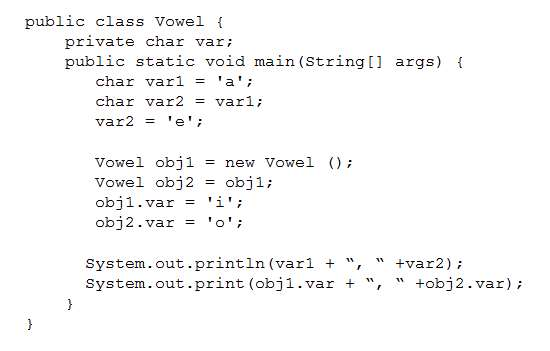 public class Vowel {
    private char var;
    public static void main(String[] args) {
       char var1 = 'a';
       char var2 = var1;
       var2 = 'e';

       Vowel obj1 = new Vowel ();
       Vowel obj2 = obj1;
       obj1.var = 'i';
       obj2.var = 'o';

      System.out.println(var1 + “, “ +var2);
      System.out.print(obj1.var + “, “ +obj2.var);
    }
}